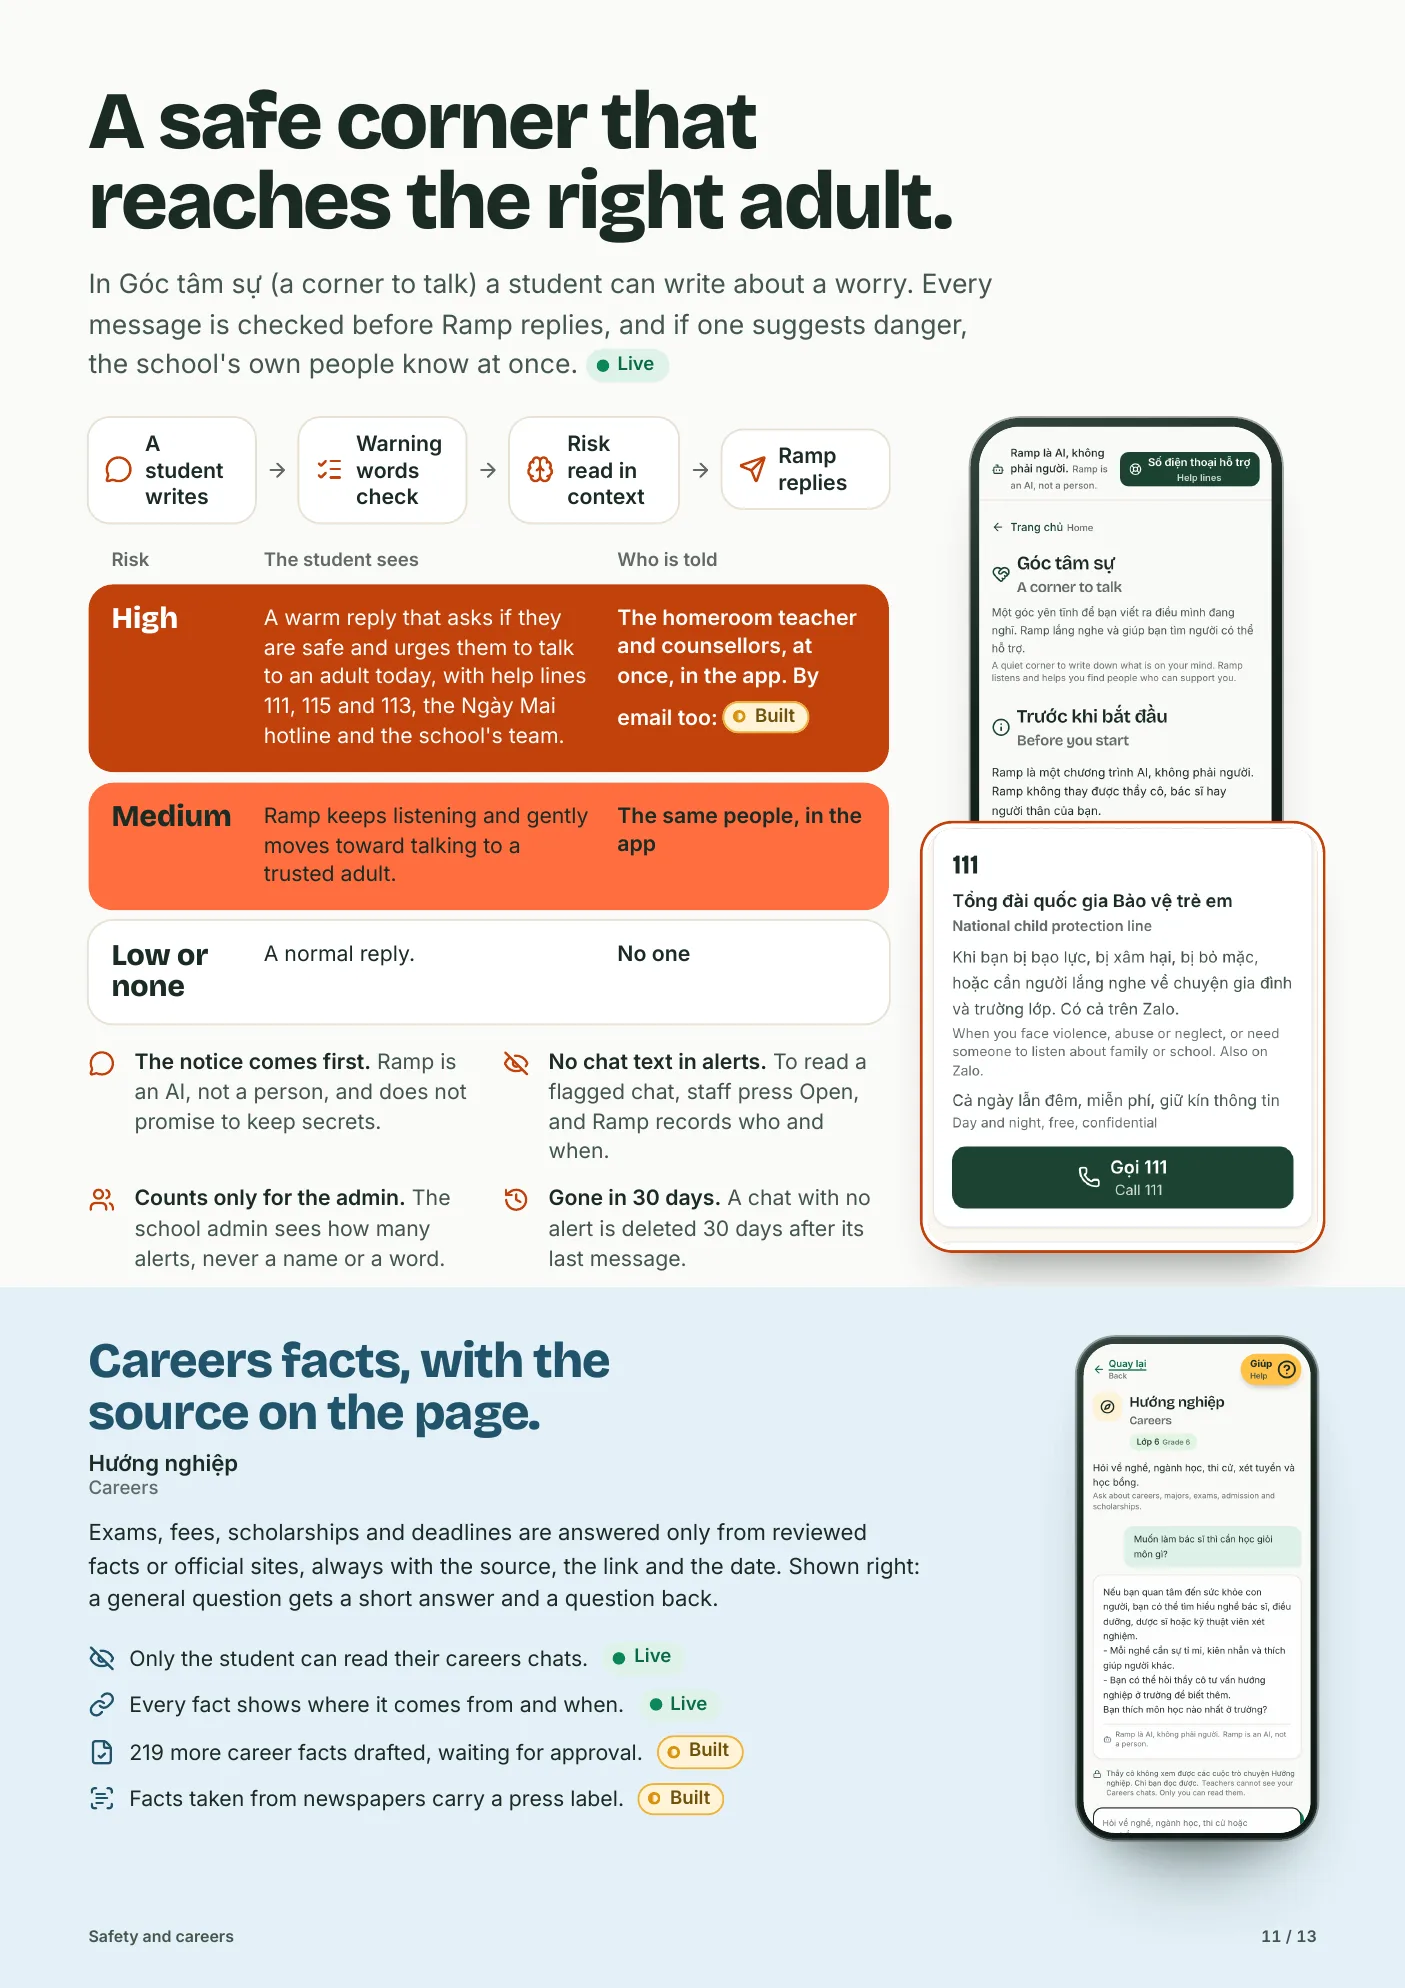 A safe corner that
reaches the right adult.
In Góc tâm sự (a corner to talk) a student can write about a worry. Every
message is checked before Ramp replies, and if one suggests danger,
the school's own people know at once. Live
A
student
writes
Warning
words
check
Risk
read in
context
Ramp
replies
Risk
The student sees
Who is told
High
A warm reply that asks if they
are safe and urges them to talk
to an adult today, with help lines
111, 115 and 113, the Ngày Mai
hotline and the school's team.
The homeroom teacher
and counsellors, at
once, in the app. By
email too: Built
Medium
Ramp keeps listening and gently
moves toward talking to a
trusted adult.
The same people, in the
app
Low or
none
A normal reply.
No one
The notice comes first. Ramp is
an AI, not a person, and does not
promise to keep secrets.
No chat text in alerts. To read a
flagged chat, staff press Open,
and Ramp records who and
when.
Counts only for the admin. The
school admin sees how many
alerts, never a name or a word.
Gone in 30 days. A chat with no
alert is deleted 30 days after its
last message.
Ramp là AI, không
phải người. Ramp is
an AI, not a person.
Số điện thoại hỗ trợ
Help lines
Trang chủ Home
Góc tâm sự
A corner to talk
Một góc yên tĩnh để bạn viết ra điều mình đang
nghĩ. Ramp lắng nghe và giúp bạn tìm người có thể
hỗ trợ.
A quiet corner to write down what is on your mind. Ramp
listens and helps you find people who can support you.
Trước khi bắt đầu
Before you start
Ramp là một chương trình AI, không phải người.
Ramp không thay được thầy cô, bác sĩ hay
người thân của bạn.
111
Tổng đài quốc gia Bảo vệ trẻ em
National child protection line
Khi bạn bị bạo lực, bị xâm hại, bị bỏ mặc,
hoặc cần người lắng nghe về chuyện gia đình
và trường lớp. Có cả trên Zalo.
When you face violence, abuse or neglect, or need
someone to listen about family or school. Also on
Zalo.
Cả ngày lẫn đêm, miễn phí, giữ kín thông tin
Day and night, free, confidential
Gọi 111
Call 111
Careers facts, with the
source on the page.
Hướng nghiệp
Careers
Exams, fees, scholarships and deadlines are answered only from reviewed
facts or official sites, always with the source, the link and the date. Shown right:
a general question gets a short answer and a question back.
Only the student can read their careers chats. Live
Every fact shows where it comes from and when. Live
219 more career facts drafted, waiting for approval. Built
Facts taken from newspapers carry a press label. Built
Quay lại
Back
Giúp
Help
Hướng nghiệp
Careers
Lớp 6 Grade 6
Hỏi về nghề, ngành học, thi cử, xét tuyển và
học bổng.
Ask about careers, majors, exams, admission and
scholarships.
Muốn làm bác sĩ thì cần học giỏi
môn gì?
Nếu bạn quan tâm đến sức khỏe con
người, bạn có thể tìm hiểu nghề bác sĩ, điều
dưỡng, dược sĩ hoặc kỹ thuật viên xét
nghiệm.
- Mỗi nghề cần sự tỉ mỉ, kiên nhẫn và thích
giúp người khác.
- Bạn có thể hỏi thầy cô tư vấn hướng
nghiệp ở trường để biết thêm.
Bạn thích môn học nào nhất ở trường?
Ramp là AI, không phải người. Ramp is an AI, not
a person.
Thầy cô không xem được các cuộc trò chuyện Hướng
nghiệp. Chỉ bạn đọc được. Teachers cannot see your
Careers chats. Only you can read them.
Hỏi về nghề, ngành học, thi cử hoặc
Safety and careers
11 / 13